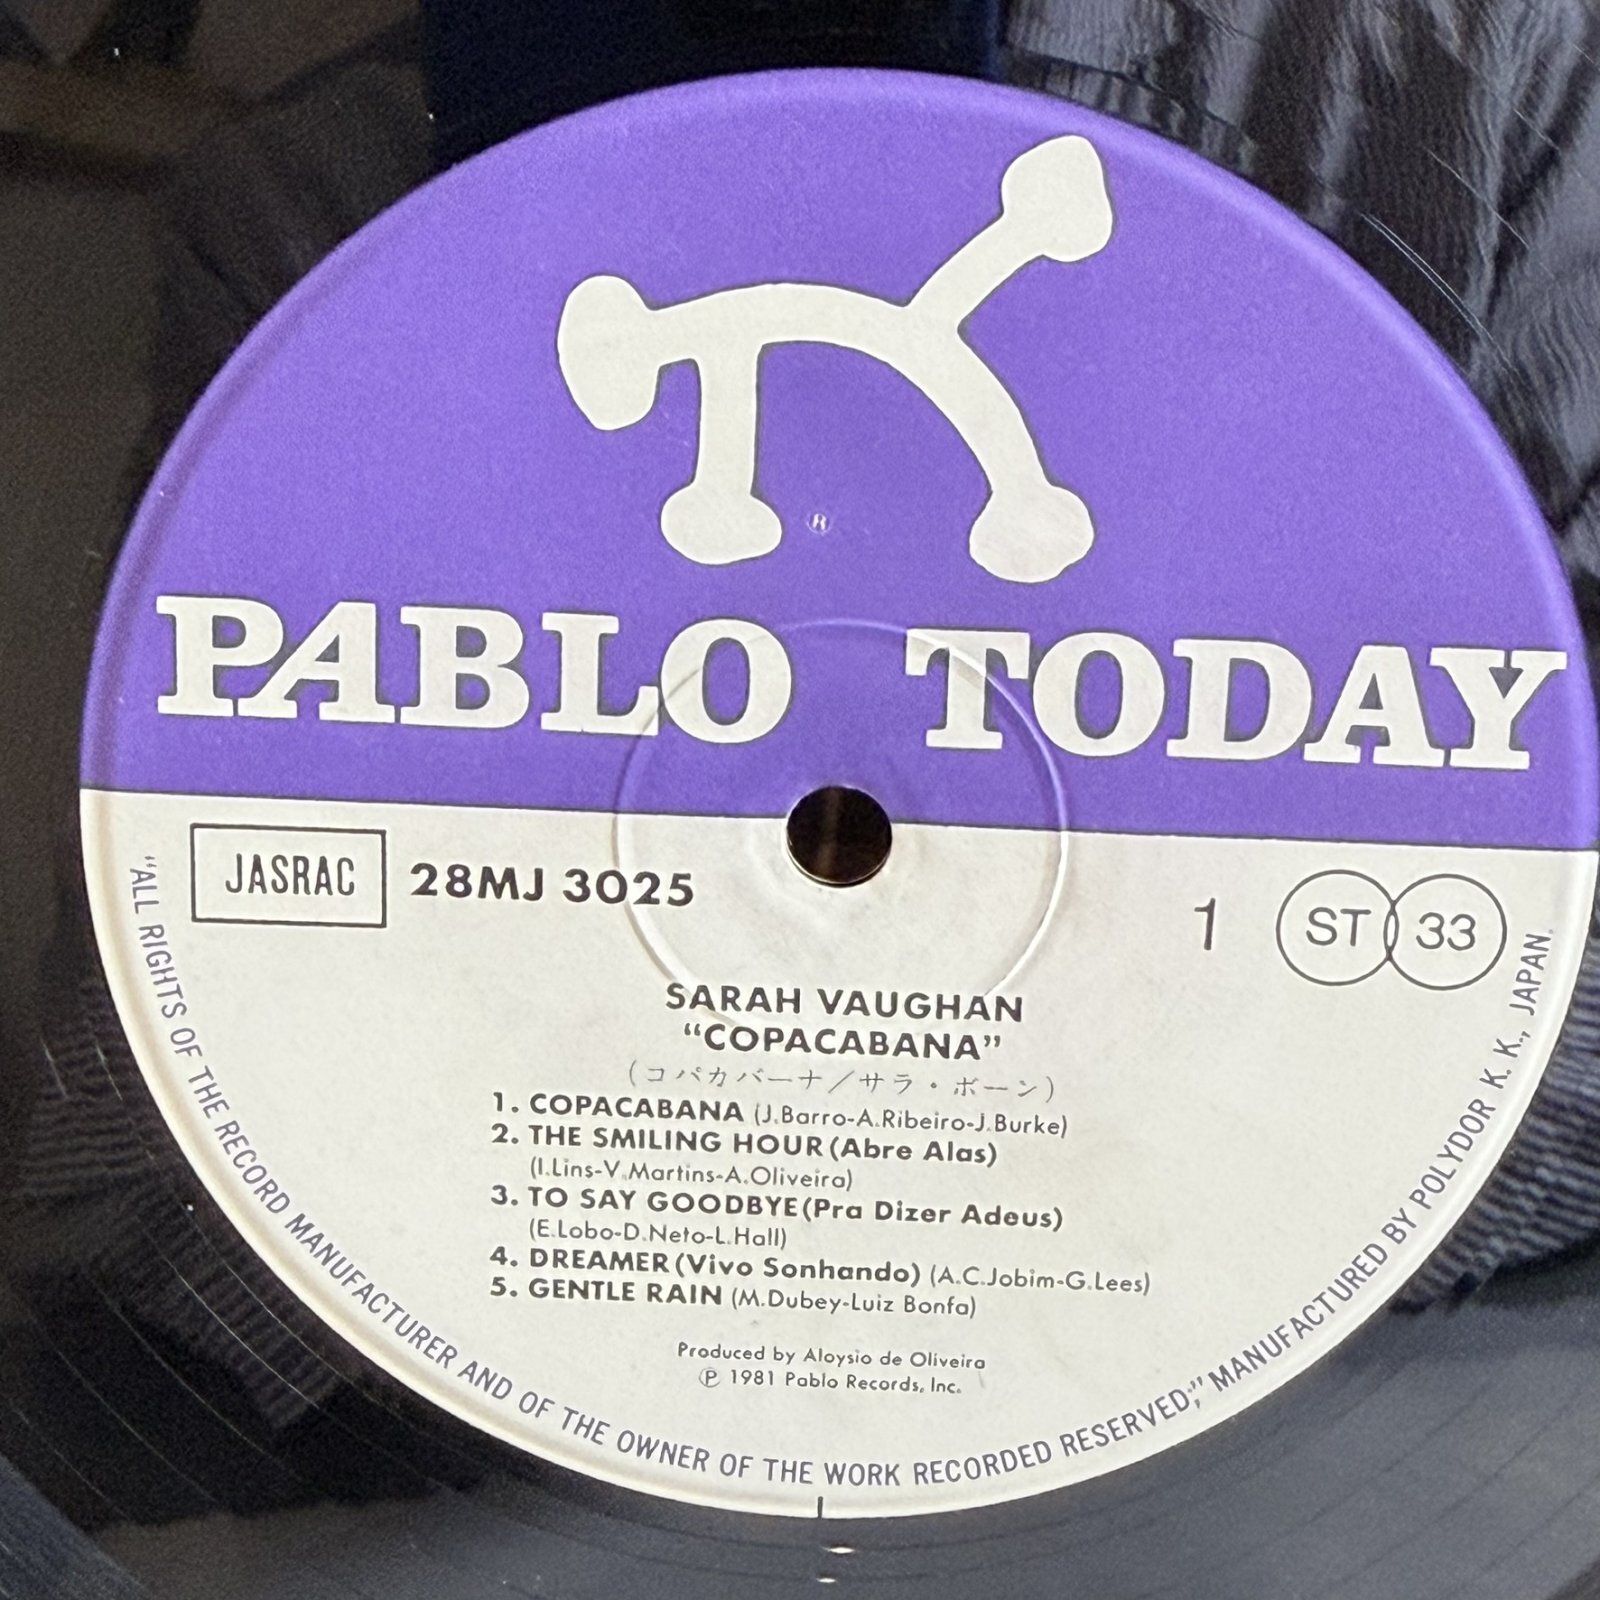 ®
PABLO TODAY
JASRAC 28MJ 3025
1 ST 33
SARAH VAUGHAN
“COPACABANA”
(コパカバーナ／サラ・ボーン)
1. COPACABANA (J.Barro-A.Ribeiro-J.Burke)
2. THE SMILING HOUR (Abre Alas)
(I.Lins-V.Martins-A.Oliveira)
3. TO SAY GOODBYE (Pra Dizer Adeus)
(E.Lobo-D.Neto-L.Hall)
4. DREAMER (Vivo Sonhando) (A.C.Jobim-G.Lees)
5. GENTLE RAIN (M.Dubey-Luiz Bonfa)
Produced by Aloysio de Oliveira
℗ 1981 Pablo Records, Inc.
“ALL RIGHTS OF THE RECORD MANUFACTURER AND OF THE OWNER OF THE WORK RECORDED RESERVED;” MANUFACTURED BY POLYDOR K. K., JAPAN.